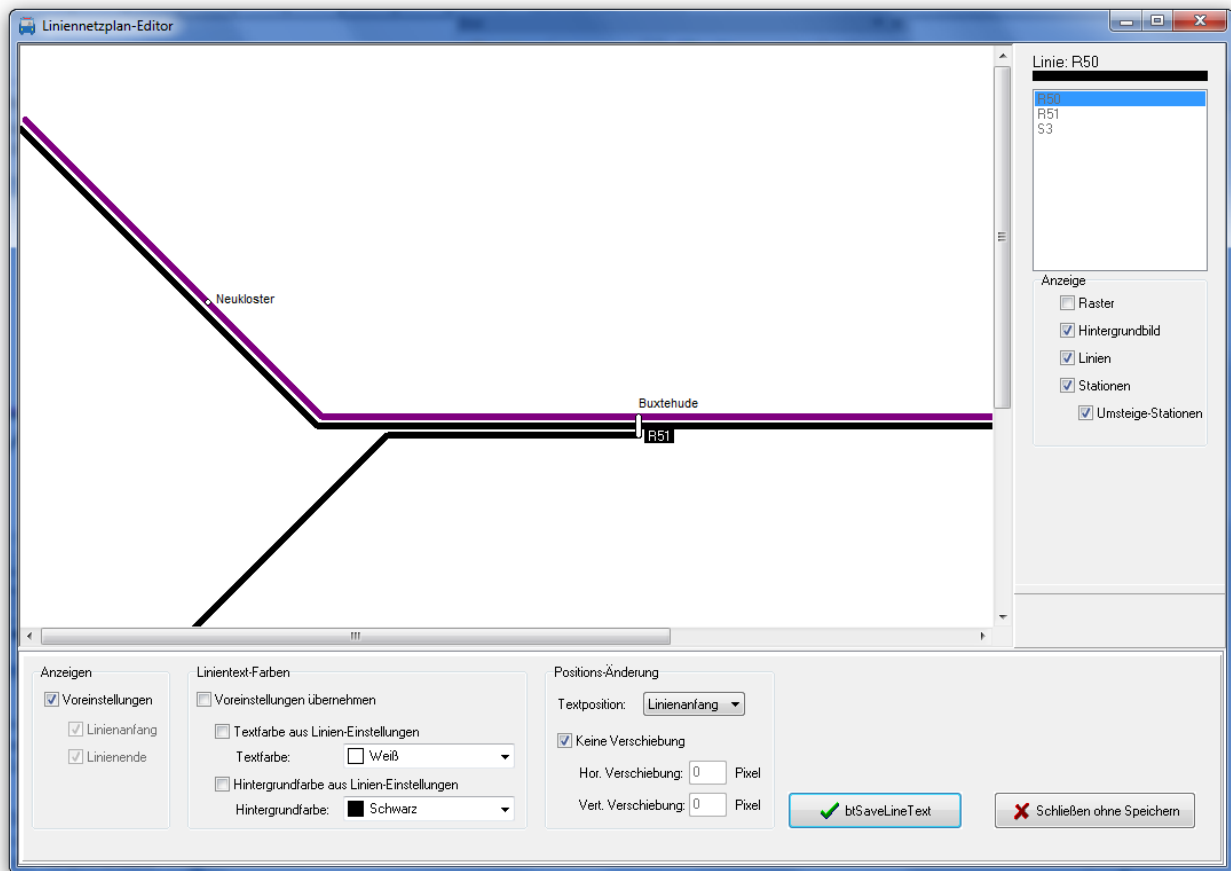 Liniennetzplan-Editor
Linie: R50
R50
R51
S3
Anzeige
Raster
Hintergrundbild
Linien
Stationen
Umsteige-Stationen
Neukloster
Buxtehude
R51
Anzeigen
Voreinstellungen
Linienanfang
Linienende
Linientext-Farben
Voreinstellungen übernehmen
Textfarbe aus Linien-Einstellungen
Textfarbe: Weiß
Hintergrundfarbe aus Linien-Einstellungen
Hintergrundfarbe: Schwarz
Positions-Änderung
Textposition: Linienanfang
Keine Verschiebung
Hor. Verschiebung: 0 Pixel
Vert. Verschiebung: 0 Pixel
btSaveLineText
Schließen ohne Speichern